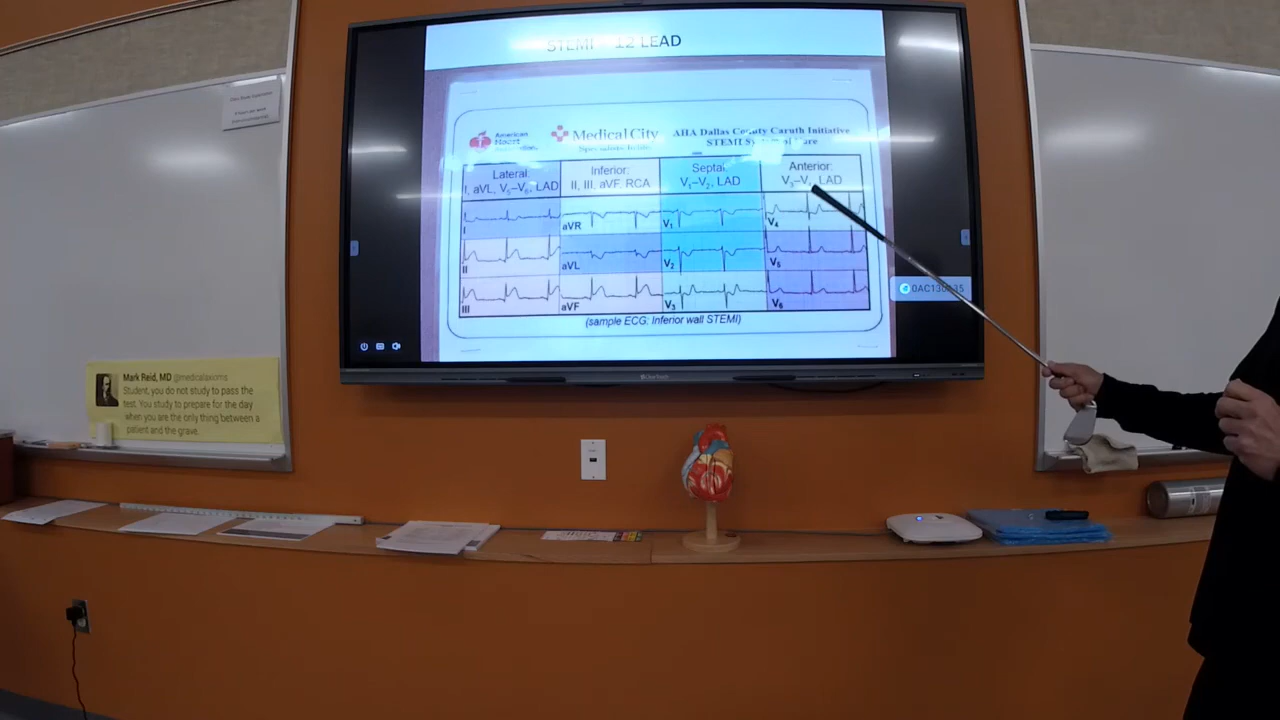 STEMI - 12 LEAD
American
Heart
Medical City
AHA Dallas County Caruth Initiative
Lateral:
I, aVL, V5–V6, LAD
Inferior:
II, III, aVF, RCA
Septal:
V1–V2, LAD
Anterior:
LAD
I
aVR
V1
V4
II
aVL
V2
V5
III
aVF
V3
V6
(sample ECG: Inferior wall STEMI)
Mark Reid, MD @medicalaxioms
Student, you do not study to pass the
test. You study to prepare for the day
when you are the only thing between a
patient and the grave.